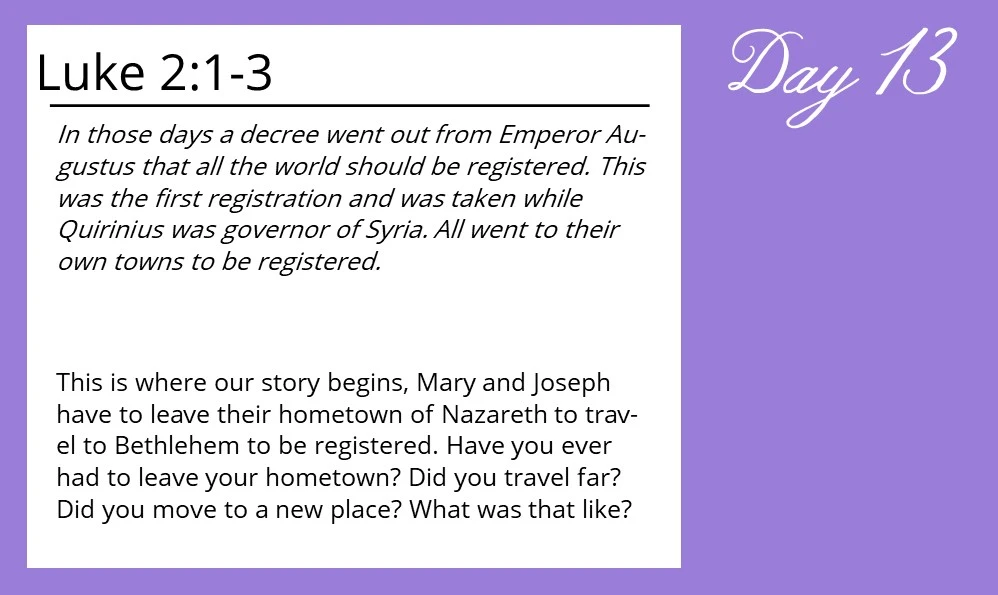 Luke 2:1-3
Day 13
In those days a decree went out from Emperor Au-
gustus that all the world should be registered. This
was the first registration and was taken while
Quirinius was governor of Syria. All went to their
own towns to be registered.
This is where our story begins, Mary and Joseph
have to leave their hometown of Nazareth to trav-
el to Bethlehem to be registered. Have you ever
had to leave your hometown? Did you travel far?
Did you move to a new place? What was that like?